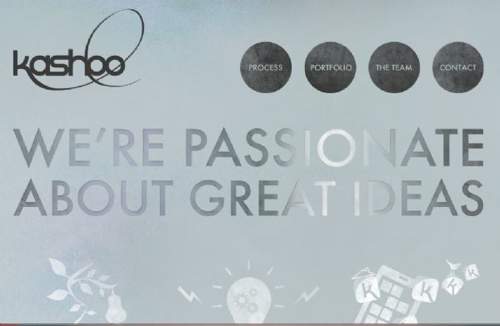 kashoo
PROCESS PORTFOLIO THE TEAM CONTACT
WE'RE PASSIONATE
ABOUT GREAT IDEAS
K K K K